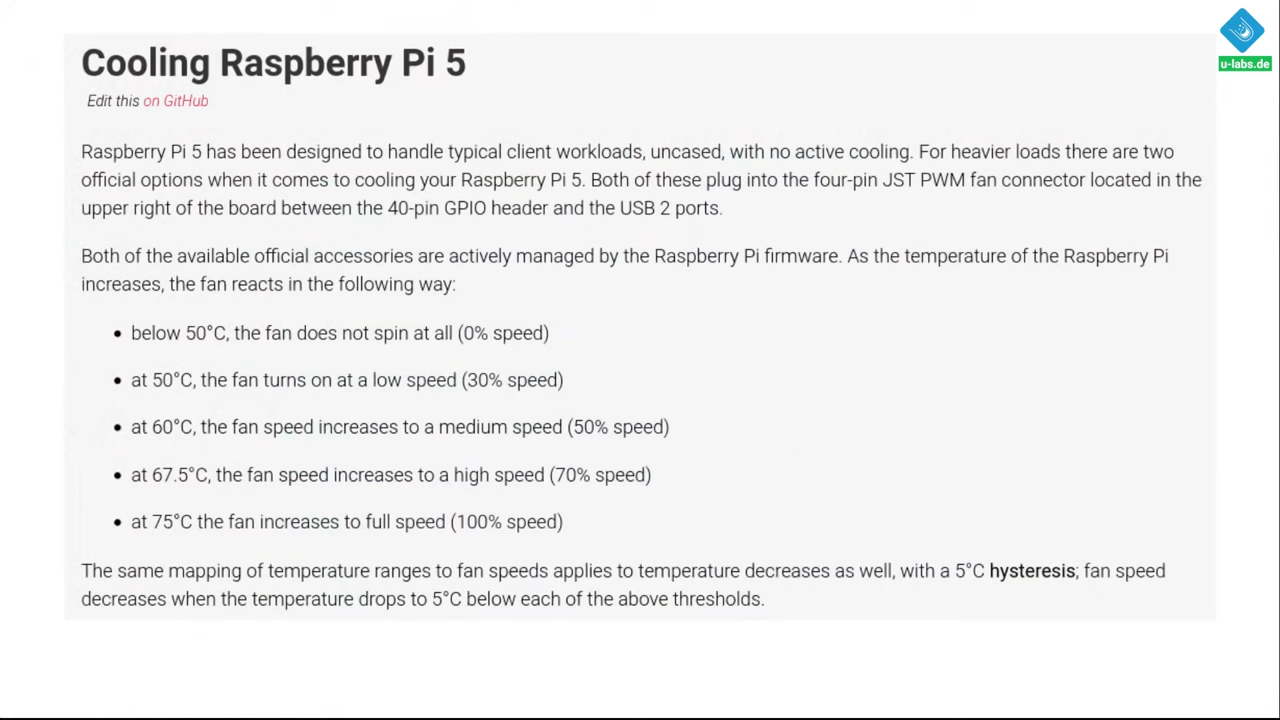 u-labs.de
Cooling Raspberry Pi 5
Edit this on GitHub
Raspberry Pi 5 has been designed to handle typical client workloads, uncased, with no active cooling. For heavier loads there are two
official options when it comes to cooling your Raspberry Pi 5. Both of these plug into the four-pin JST PWM fan connector located in the
upper right of the board between the 40-pin GPIO header and the USB 2 ports.
Both of the available official accessories are actively managed by the Raspberry Pi firmware. As the temperature of the Raspberry Pi
increases, the fan reacts in the following way:
• below 50°C, the fan does not spin at all (0% speed)
• at 50°C, the fan turns on at a low speed (30% speed)
• at 60°C, the fan speed increases to a medium speed (50% speed)
• at 67.5°C, the fan speed increases to a high speed (70% speed)
• at 75°C the fan increases to full speed (100% speed)
The same mapping of temperature ranges to fan speeds applies to temperature decreases as well, with a 5°C hysteresis; fan speed
decreases when the temperature drops to 5°C below each of the above thresholds.